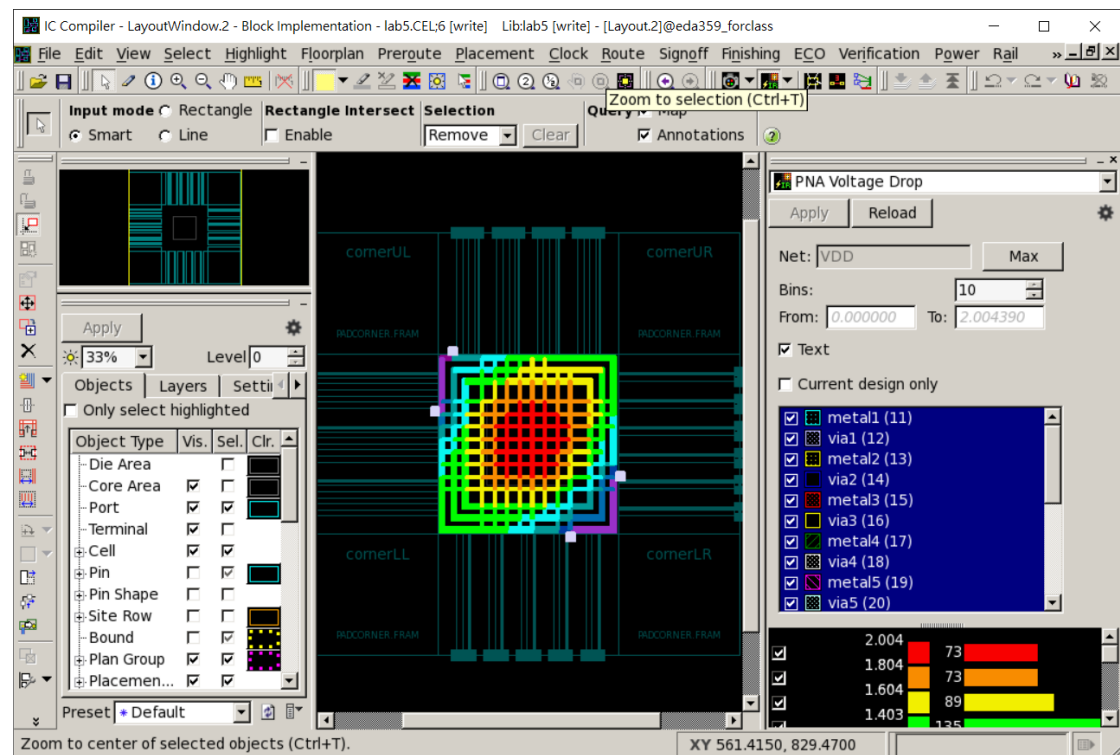 IC Compiler - LayoutWindow.2 - Block Implementation - lab5.CEL;6 [write]    Lib:lab5 [write] - [Layout.2]@eda359_forclass
File Edit View Select Highlight Floorplan Preroute Placement Clock Route Signoff Finishing ECO Verification Power Rail »
Zoom to selection (Ctrl+T)
Input mode Rectangle Rectangle Intersect Selection Query Map
Smart Line Enable Remove Clear Annotations
PNA Voltage Drop
Apply Reload
Net: VDD Max
Bins: 10
From: 0.000000 To: 2.004390
Text
Current design only
metal1 (11)
via1 (12)
metal2 (13)
via2 (14)
metal3 (15)
via3 (16)
metal4 (17)
via4 (18)
metal5 (19)
via5 (20)
2.004
73
1.804
73
1.604
89
1.403
135
Apply
33% Level 0
Objects Layers Settin
Only select highlighted
Object Type Vis. Sel. Clr.
Die Area
Core Area
Port
Terminal
Cell
Pin
Pin Shape
Site Row
Bound
Plan Group
Placemen...
Preset Default
cornerUL
cornerUR
PADCORNER.FRAM
PADCORNER.FRAM
cornerLL
cornerLR
PADCORNER.FRAM
PADCORNER.FRAM
Zoom to center of selected objects (Ctrl+T).
XY 561.4150, 829.4700